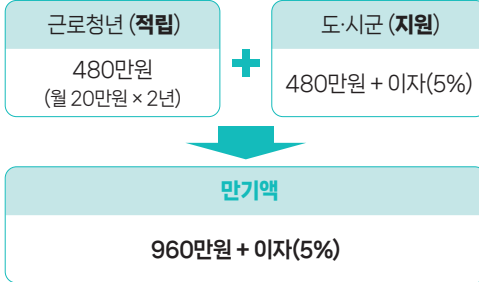 근로청년 (적립)
480만원
(월 20만원 × 2년)
도·시군 (지원)
480만원 + 이자(5%)
만기액
960만원 + 이자(5%)